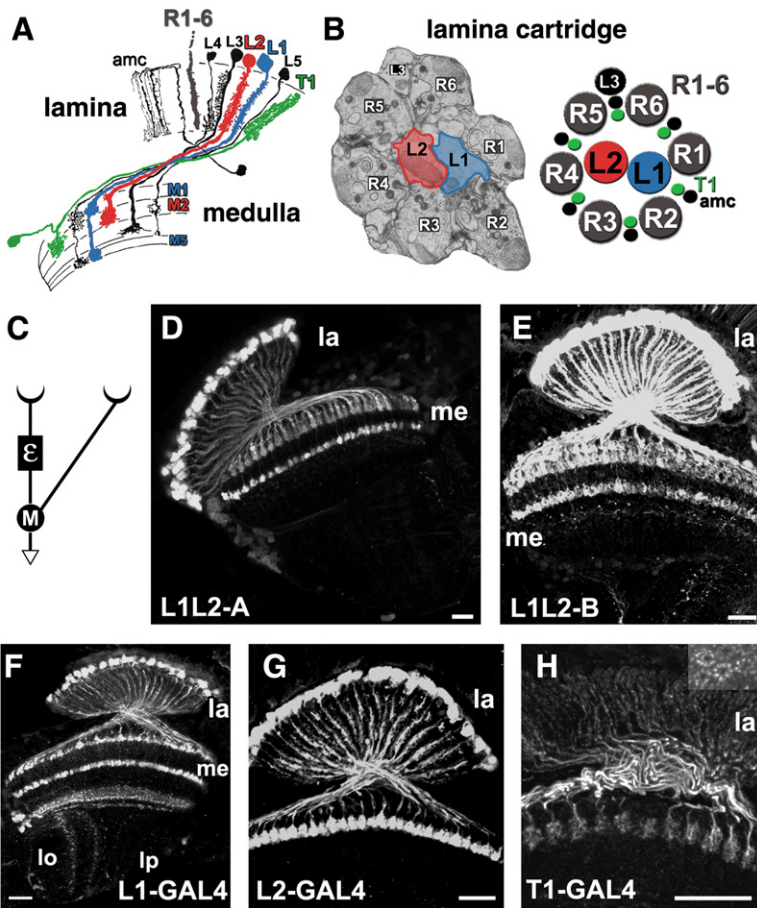 A
R1-6
L4
L3
L2
L1
L5
T1
amc
lamina
M1
M2
M5
medulla
B
lamina cartridge
L3
R6
R5
R1
L2
L1
R4
R3
R2
L3
R1-6
R5
R6
R4
L2
L1
R1
T1
amc
R3
R2
C
ε
M
D
la
me
L1L2-A
E
la
me
L1L2-B
F
la
me
lo
lp
L1-GAL4
G
la
L2-GAL4
H
la
T1-GAL4